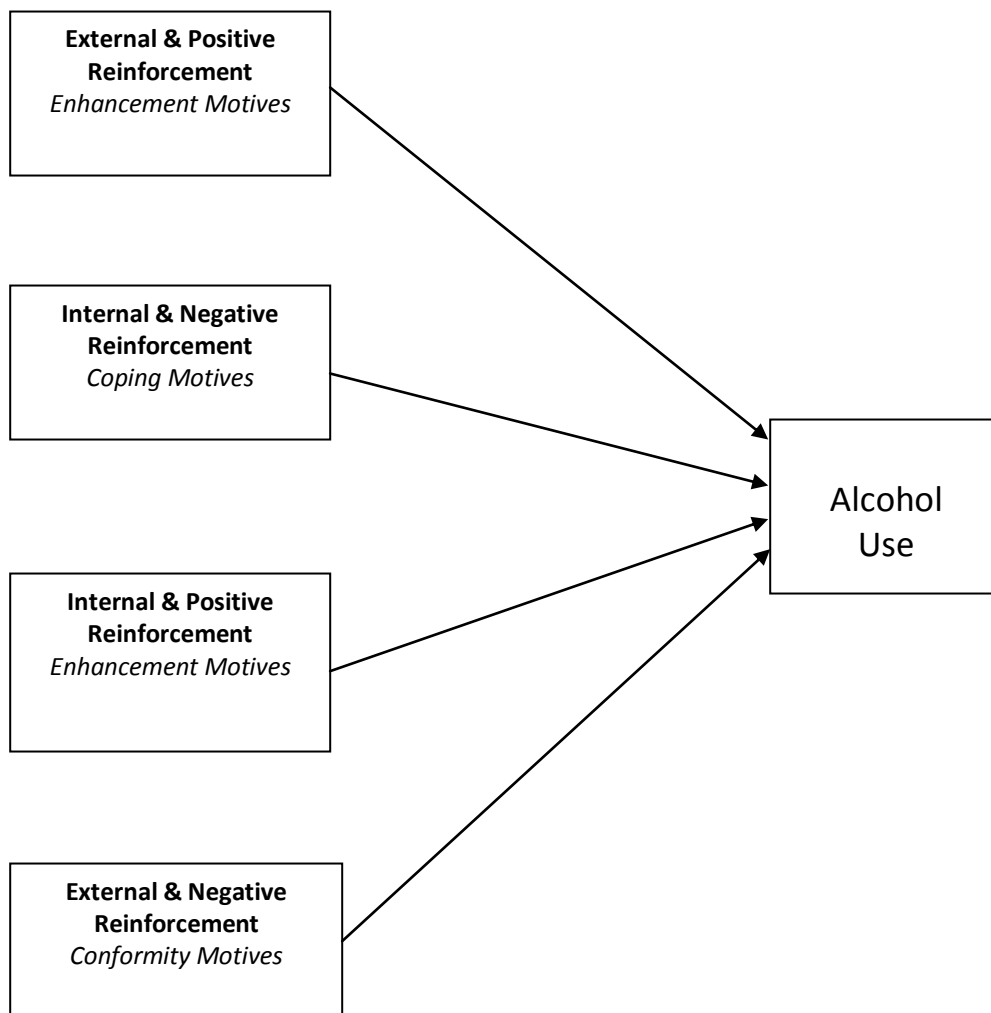 External & Positive
Reinforcement
Enhancement Motives
Internal & Negative
Reinforcement
Coping Motives
Internal & Positive
Reinforcement
Enhancement Motives
External & Negative
Reinforcement
Conformity Motives
Alcohol
Use